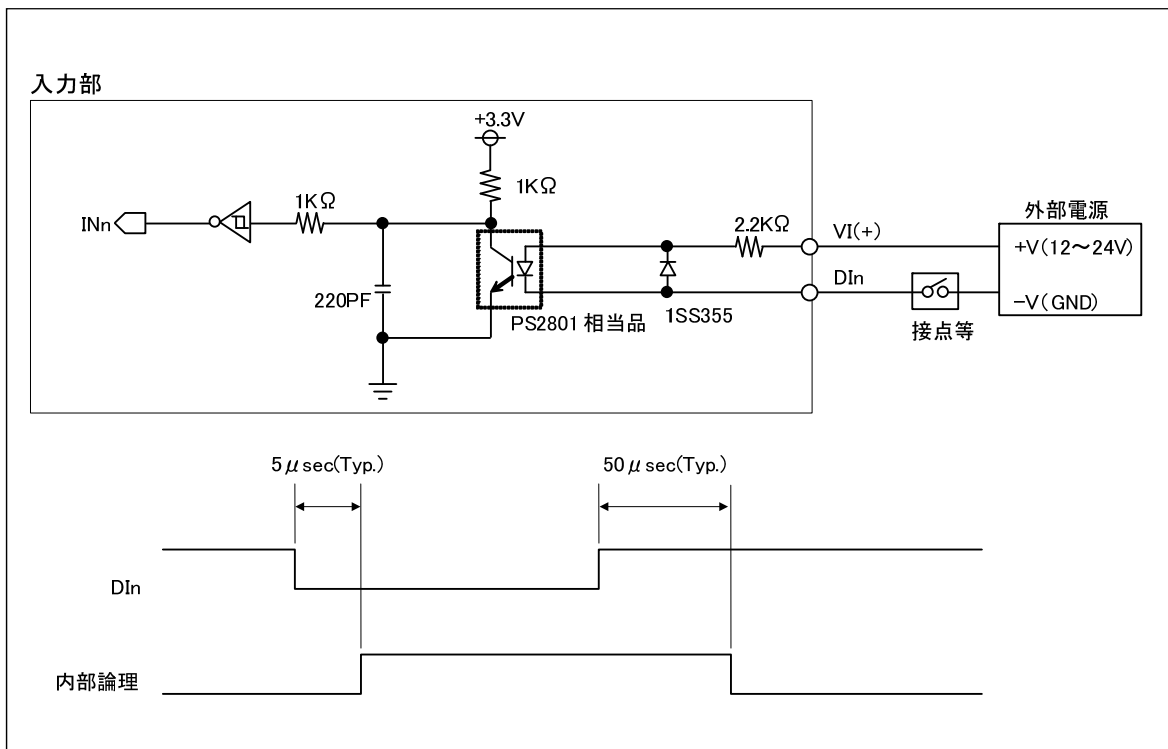 入力部
+3.3V
1KΩ
1KΩ
INn
220PF
PS2801 相当品
1SS355
2.2KΩ
VI(+)
DIn
接点等
外部電源
+V(12~24V)
-V(GND)
5μsec(Typ.)
50μsec(Typ.)
DIn
内部論理